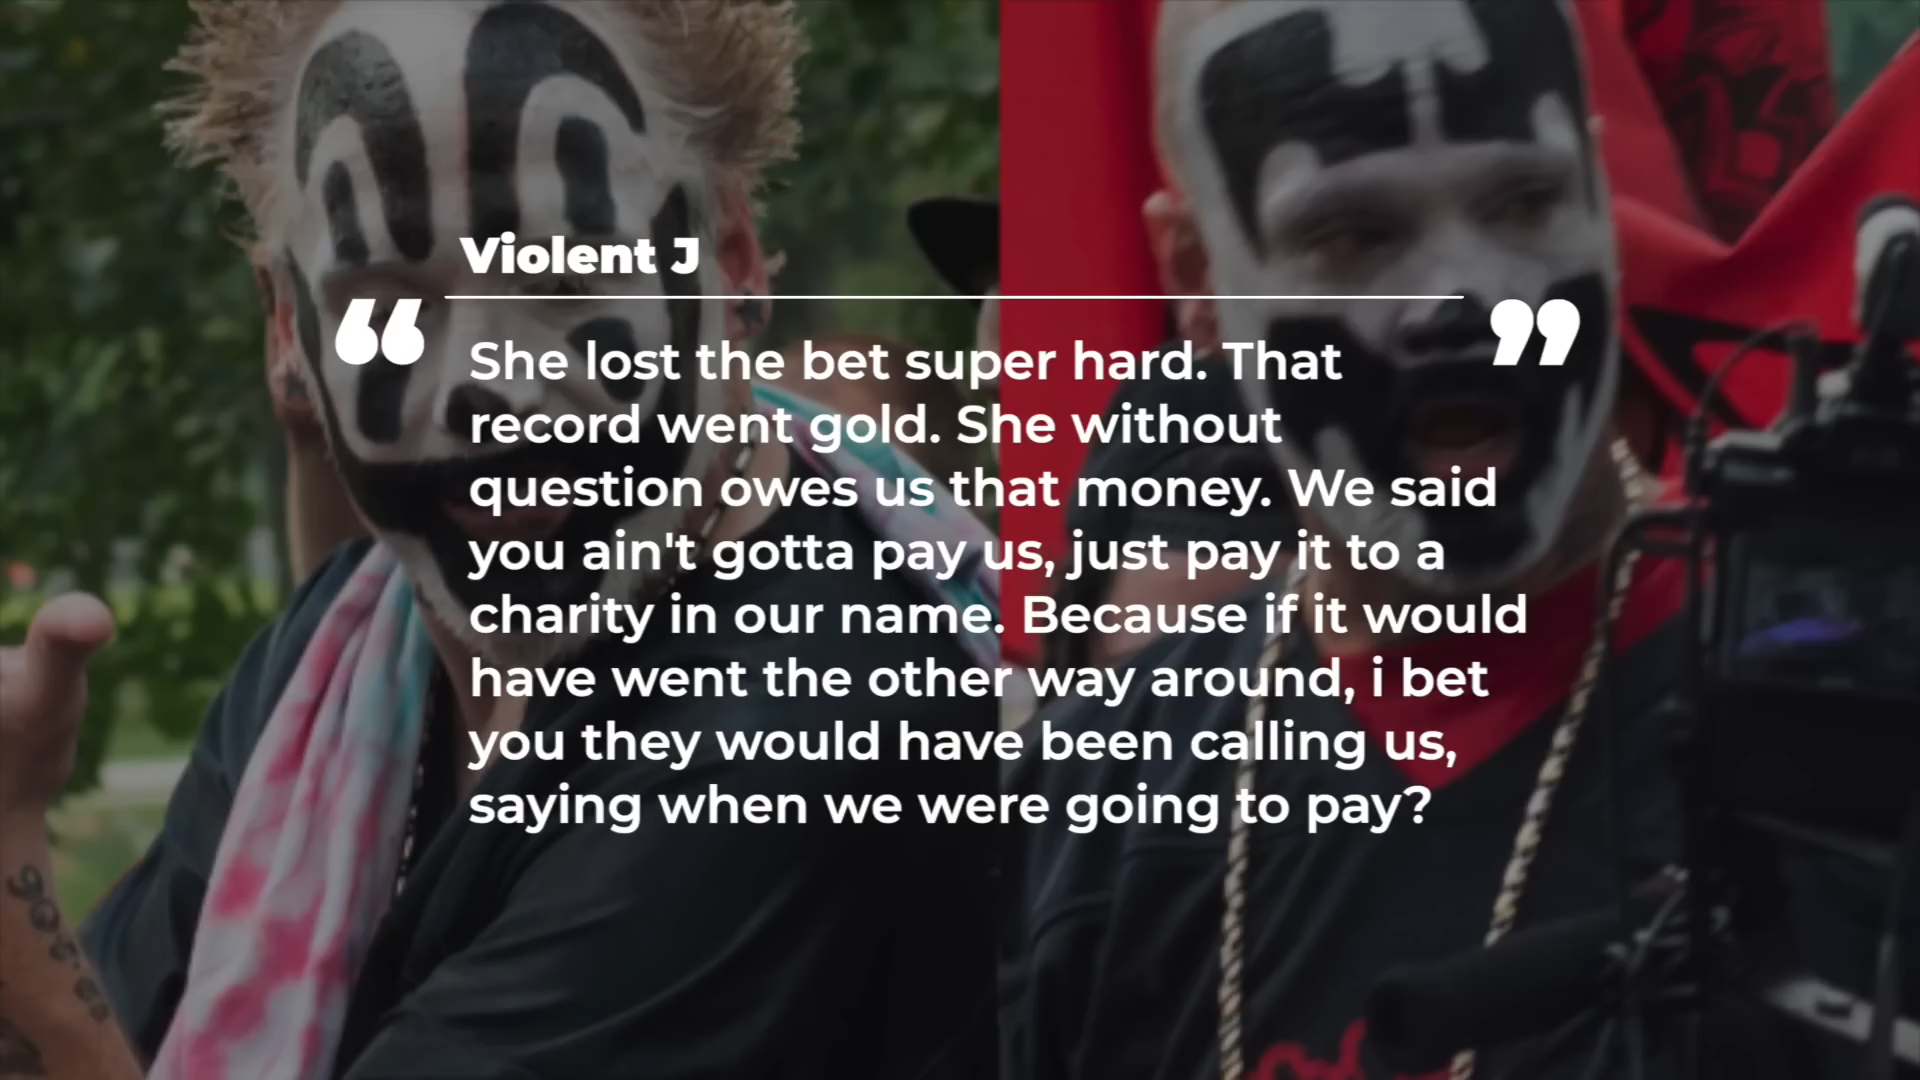 Violent J
“ ”
She lost the bet super hard. That
record went gold. She without
question owes us that money. We said
you ain't gotta pay us, just pay it to a
charity in our name. Because if it would
have went the other way around, i bet
you they would have been calling us,
saying when we were going to pay?